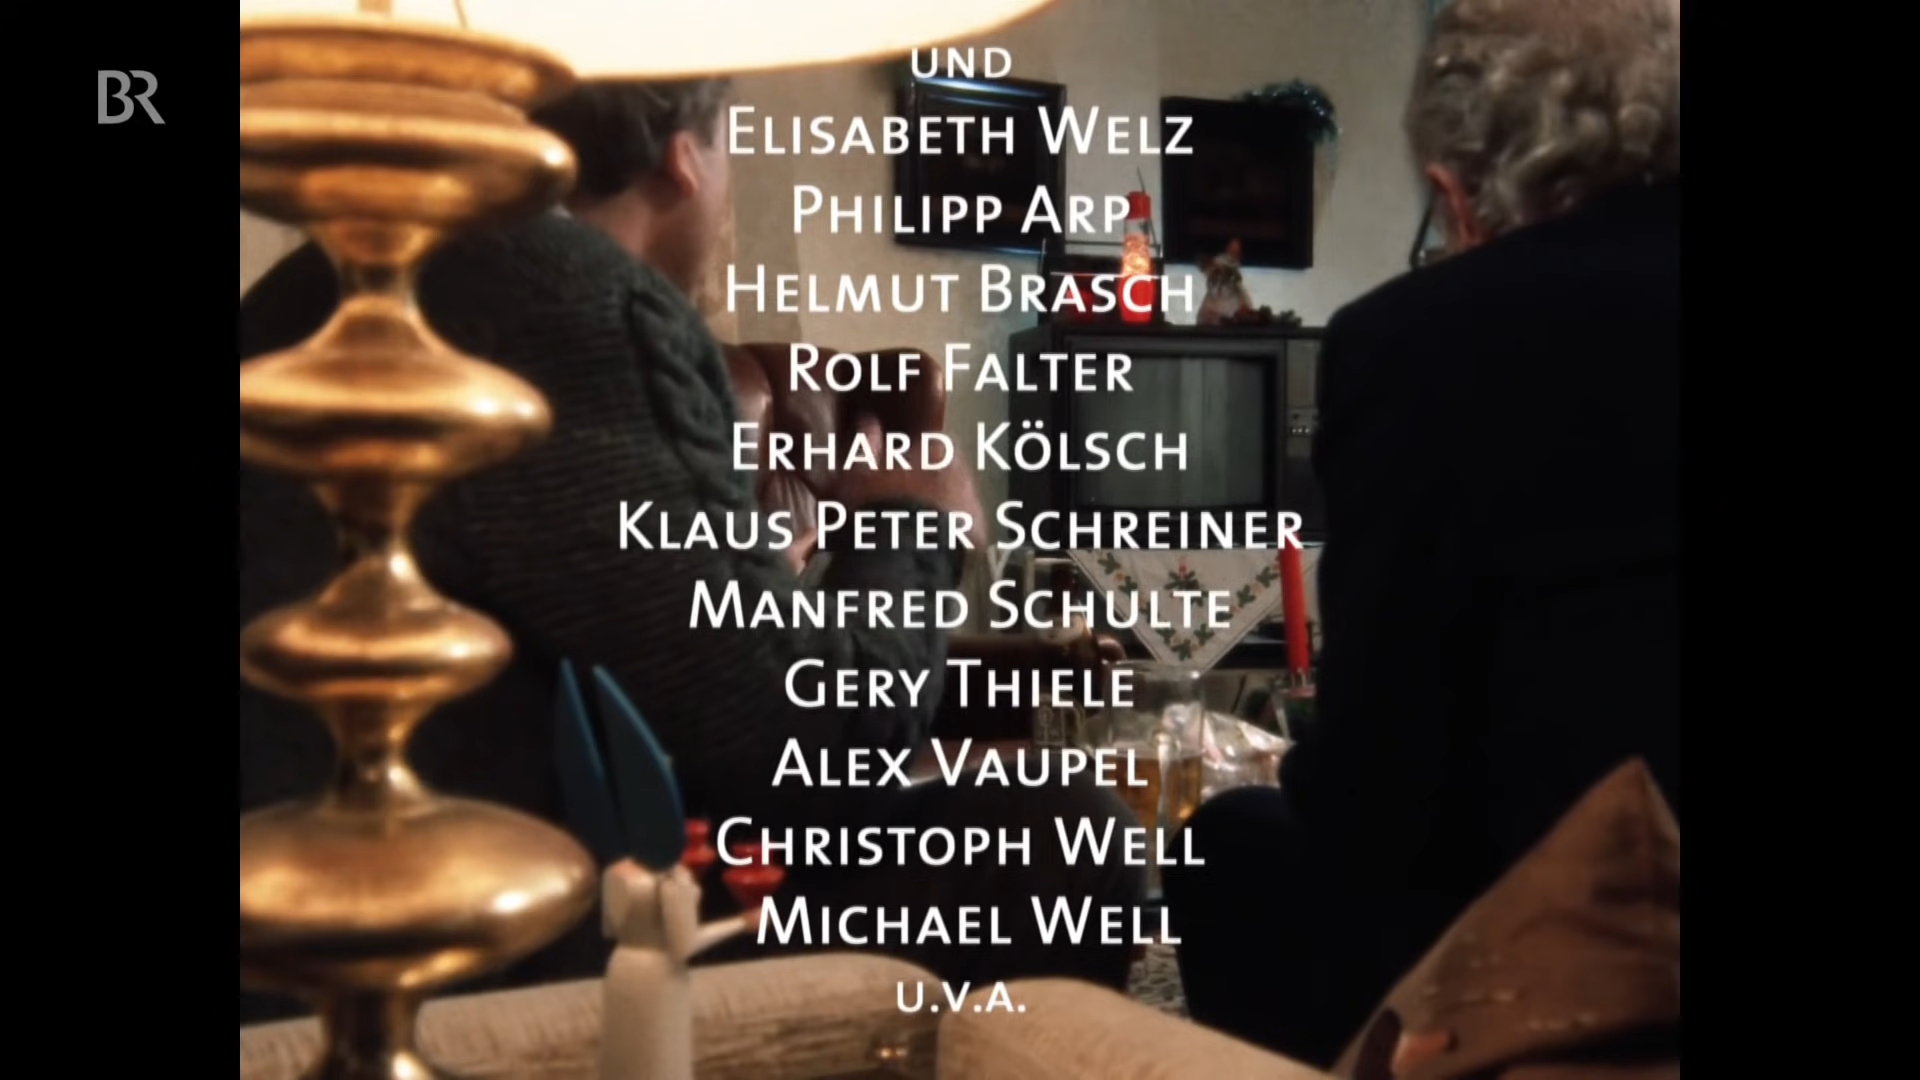 BR
UND
ELISABETH WELZ
PHILIPP ARP
HELMUT BRASCH
ROLF FALTER
ERHARD KÖLSCH
KLAUS PETER SCHREINER
MANFRED SCHULTE
GERY THIELE
ALEX VAUPEL
CHRISTOPH WELL
MICHAEL WELL
U.V.A.